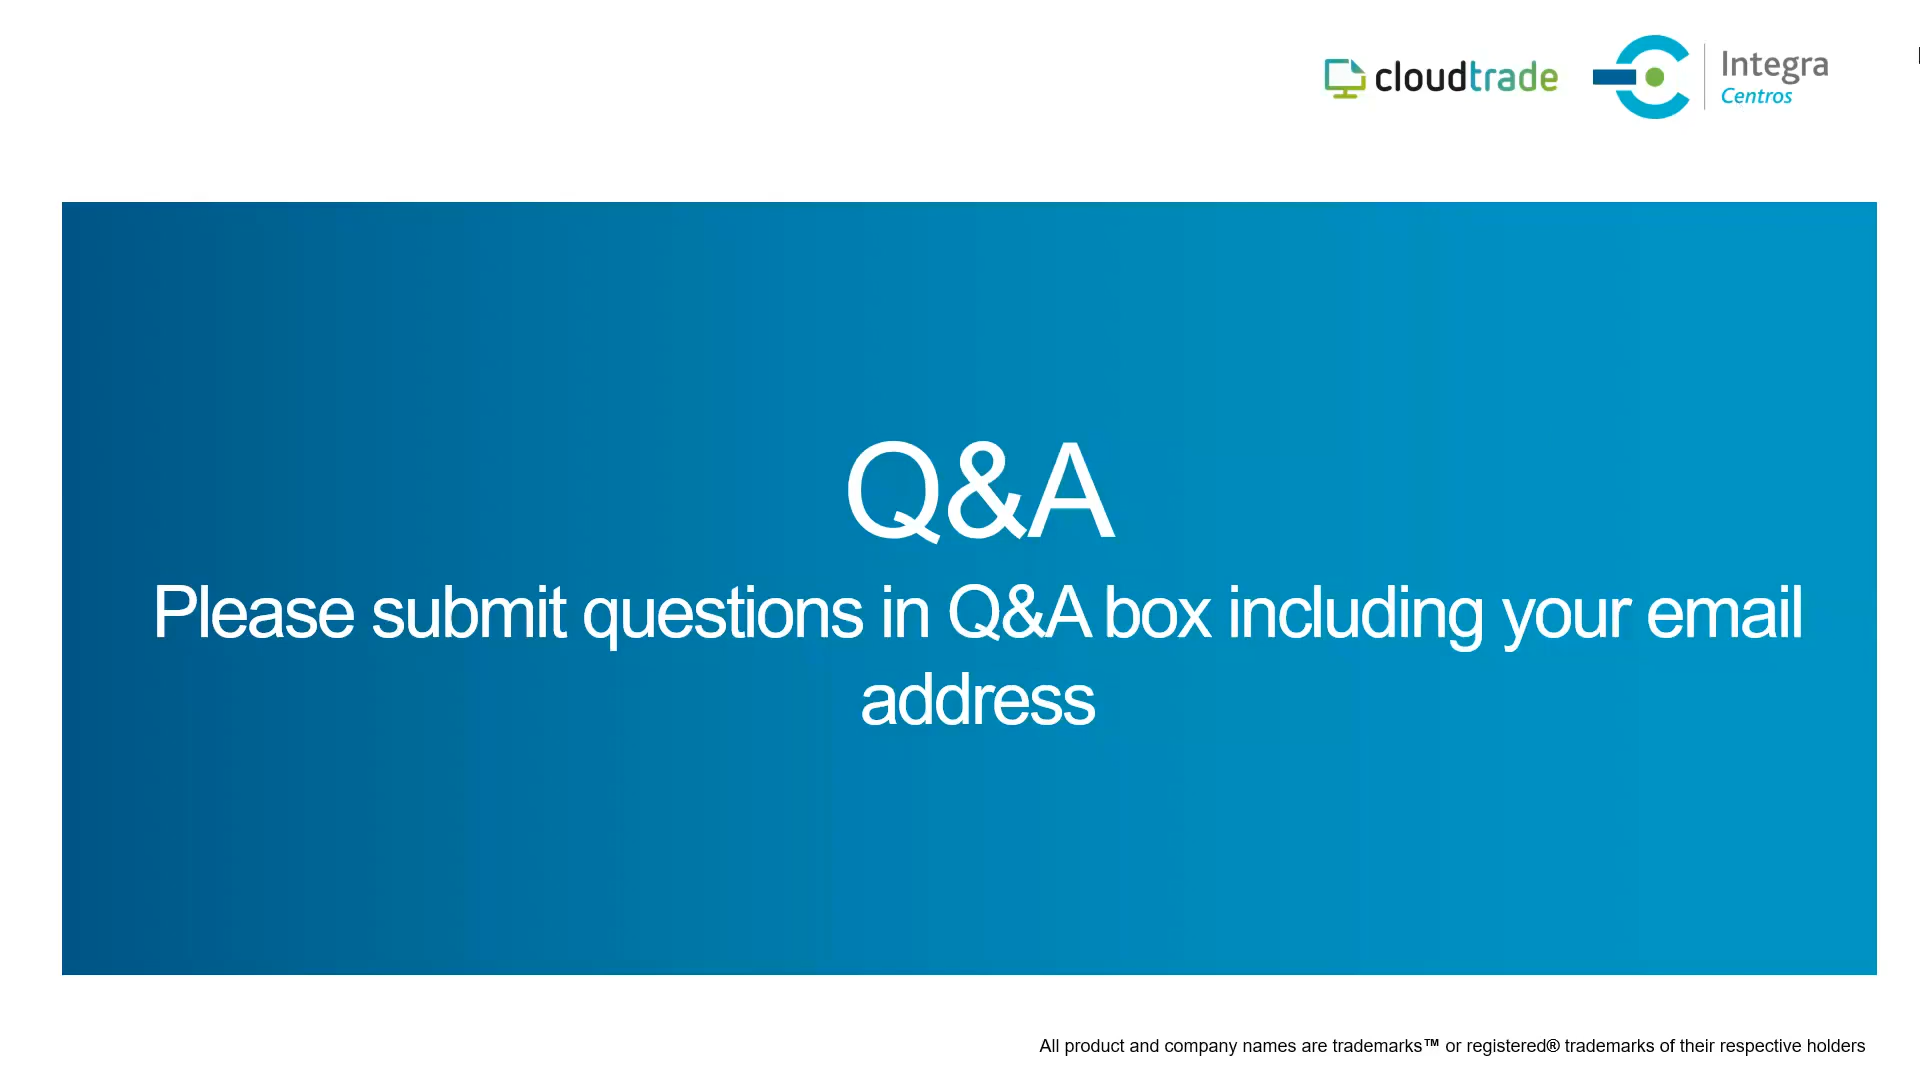 cloudtrade
Integra
Centros
Q&A
Please submit questions in Q&A box including your email
address
All product and company names are trademarks™ or registered® trademarks of their respective holders